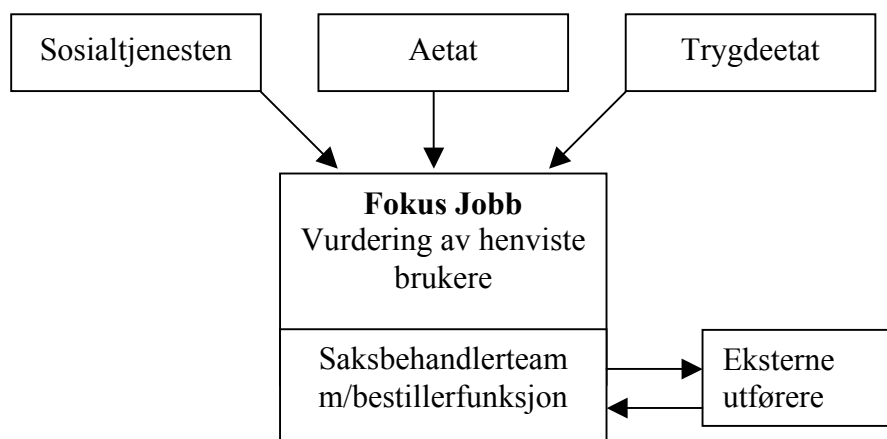 Sosialtjenesten
Aetat
Trygdeetat
Fokus Jobb
Vurdering av henviste
brukere
Saksbehandlerteam
m/bestillerfunksjon
Eksterne
utførere